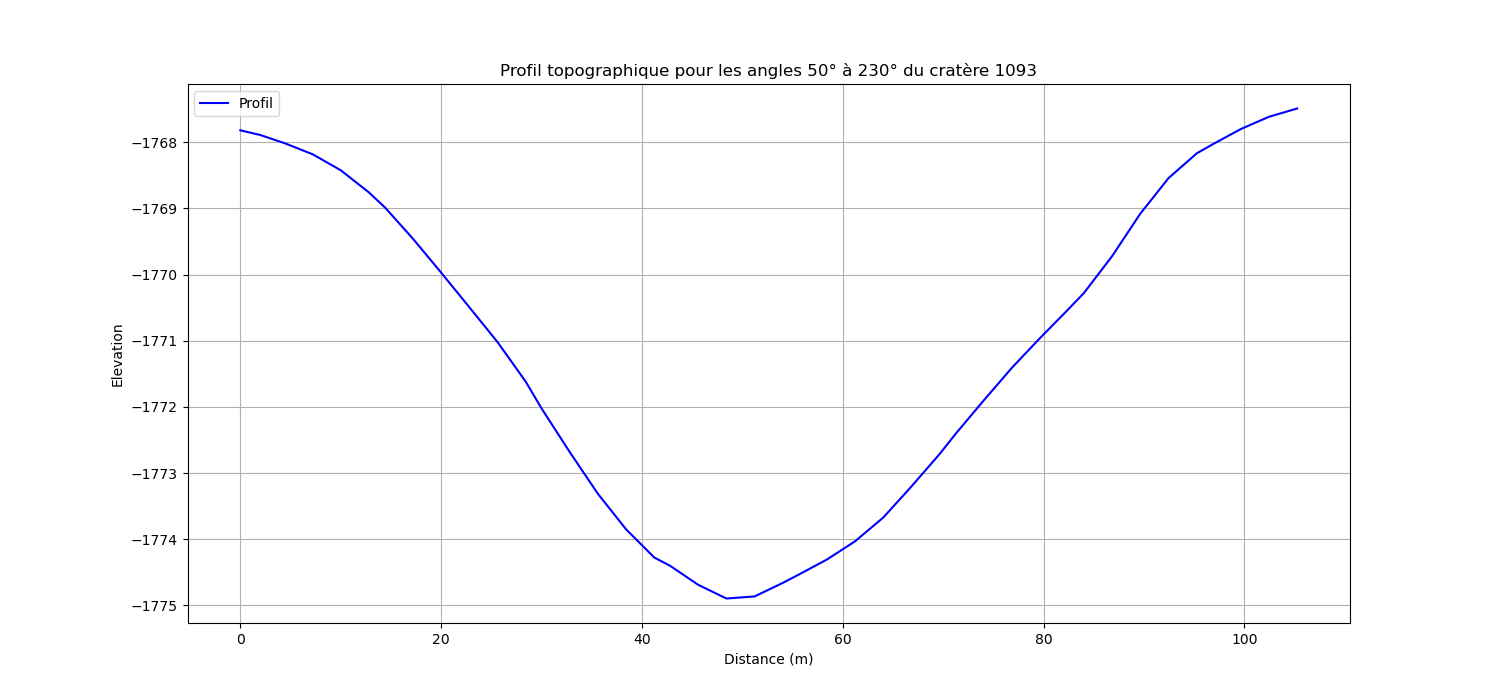 Profil topographique pour les angles 50° à 230° du cratère 1093
Profil
−1768
−1769
−1770
−1771
−1772
−1773
−1774
−1775
Elevation
0 20 40 60 80 100
Distance (m)